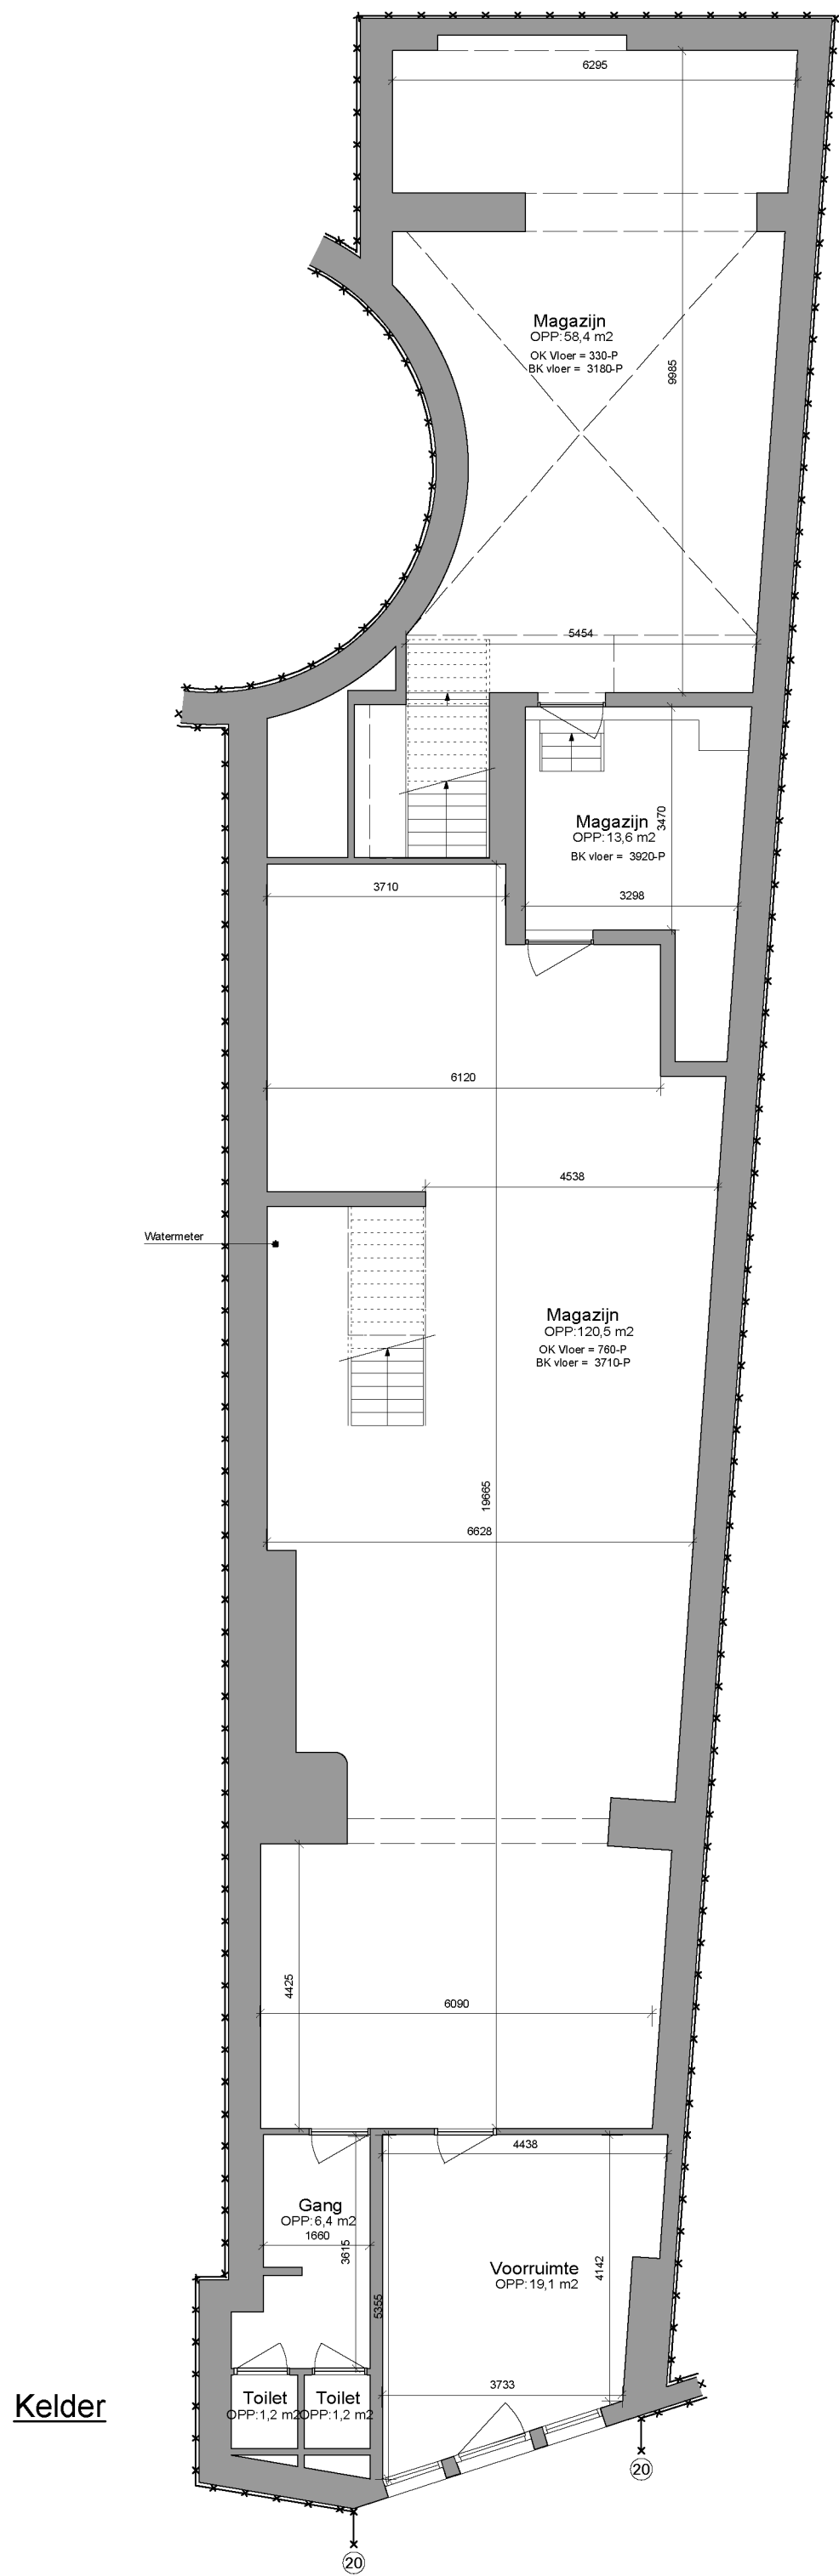 6295
Magazijn
OPP:58,4 m2
OK Vloer = 330-P
BK vloer = 3180-P
9985
5454
Magazijn
OPP:13,6 m2
BK vloer = 3920-P
3470
3710
3298
6120
4538
Watermeter
Magazijn
OPP:120,5 m2
OK Vloer = 760-P
BK vloer = 3710-P
19665
6628
4425
6090
4438
Gang
OPP:6,4 m2
1660
3615
5355
Voorruimte
OPP:19,1 m2
4142
3733
Toilet
OPP:1,2 m2
Toilet
OPP:1,2 m2
Kelder
20
20